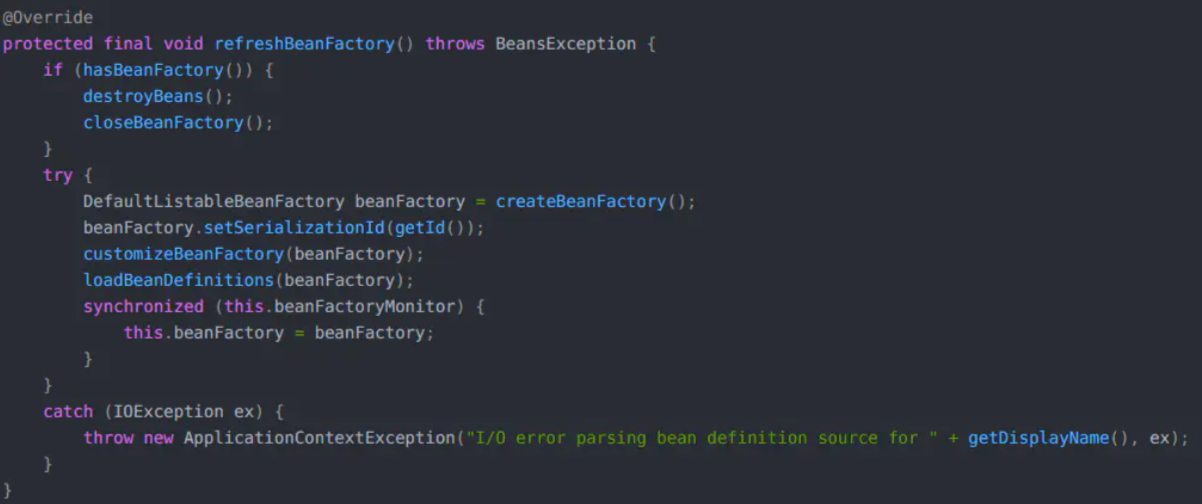 @Override
protected final void refreshBeanFactory() throws BeansException {
    if (hasBeanFactory()) {
        destroyBeans();
        closeBeanFactory();
    }
    try {
        DefaultListableBeanFactory beanFactory = createBeanFactory();
        beanFactory.setSerializationId(getId());
        customizeBeanFactory(beanFactory);
        loadBeanDefinitions(beanFactory);
        synchronized (this.beanFactoryMonitor) {
            this.beanFactory = beanFactory;
        }
    }
    catch (IOException ex) {
        throw new ApplicationContextException("I/O error parsing bean definition source for " + getDisplayName(), ex);
    }
}